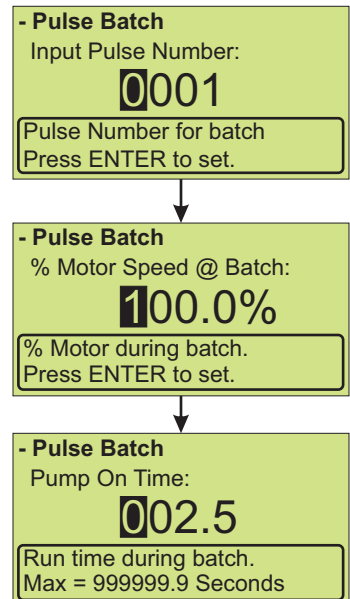 - Pulse Batch
Input Pulse Number:
0001
Pulse Number for batch
Press ENTER to set.
- Pulse Batch
% Motor Speed @ Batch:
100.0%
% Motor during batch.
Press ENTER to set.
- Pulse Batch
Pump On Time:
002.5
Run time during batch.
Max = 999999.9 Seconds